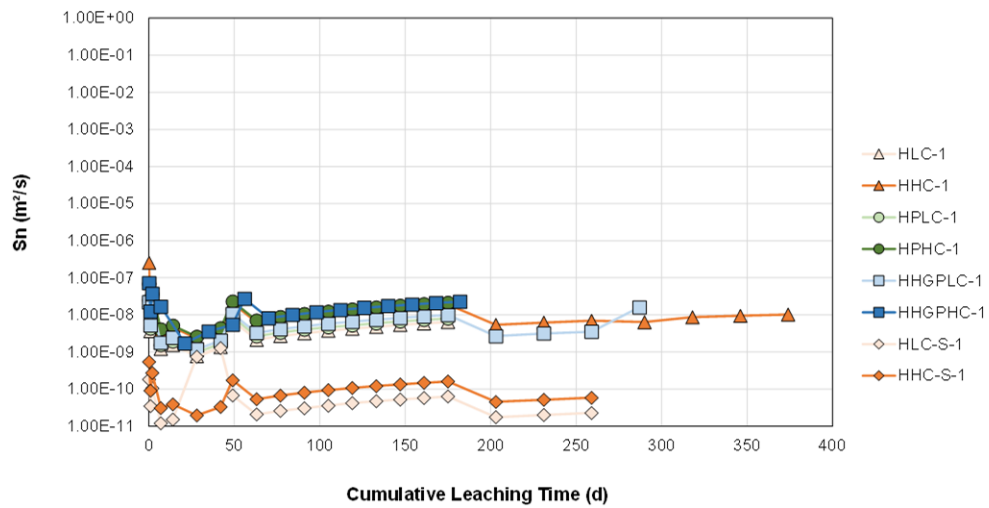 1.00E+00
1.00E-01
1.00E-02
1.00E-03
1.00E-04
1.00E-05
1.00E-06
1.00E-07
1.00E-08
1.00E-09
1.00E-10
1.00E-11
Sn (m²/s)
0 50 100 150 200 250 300 350 400
Cumulative Leaching Time (d)
HLC-1
HHC-1
HPLC-1
HPHC-1
HHGPLC-1
HHGPHC-1
HLC-S-1
HHC-S-1